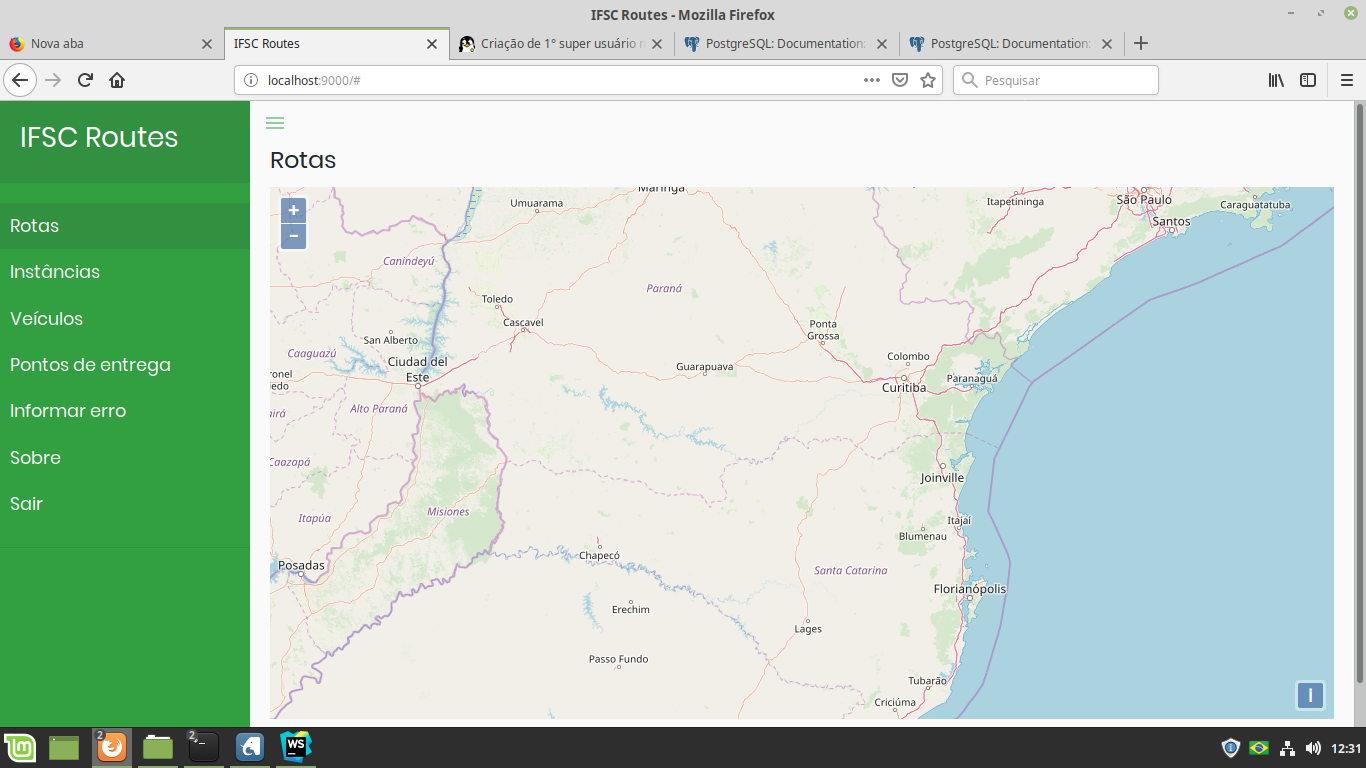 IFSC Routes - Mozilla Firefox
Nova aba
IFSC Routes
Criação de 1º super usuário
PostgreSQL: Documentation:
PostgreSQL: Documentation:
localhost:9000/#
Pesquisar
IFSC Routes
Rotas
Instâncias
Veículos
Pontos de entrega
Informar erro
Sobre
Sair
Rotas
+
−
Maringá
Umuarama
Itapetininga
São Paulo
Caraguatatuba
Santos
Canindeyú
Paraná
Toledo
Cascavel
Ponta
Grossa
San Alberto
Caaguazú
Ciudad del
Este
Colombo
Guarapuava
Paranaguá
Curitiba
Alto Paraná
Caazapá
Joinville
Misiones
Itapúa
Itajaí
Blumenau
Chapecó
Posadas
Santa Catarina
Florianópolis
Erechim
Lages
Passo Fundo
Tubarão
Criciúma
i
2
2
WS
12:31